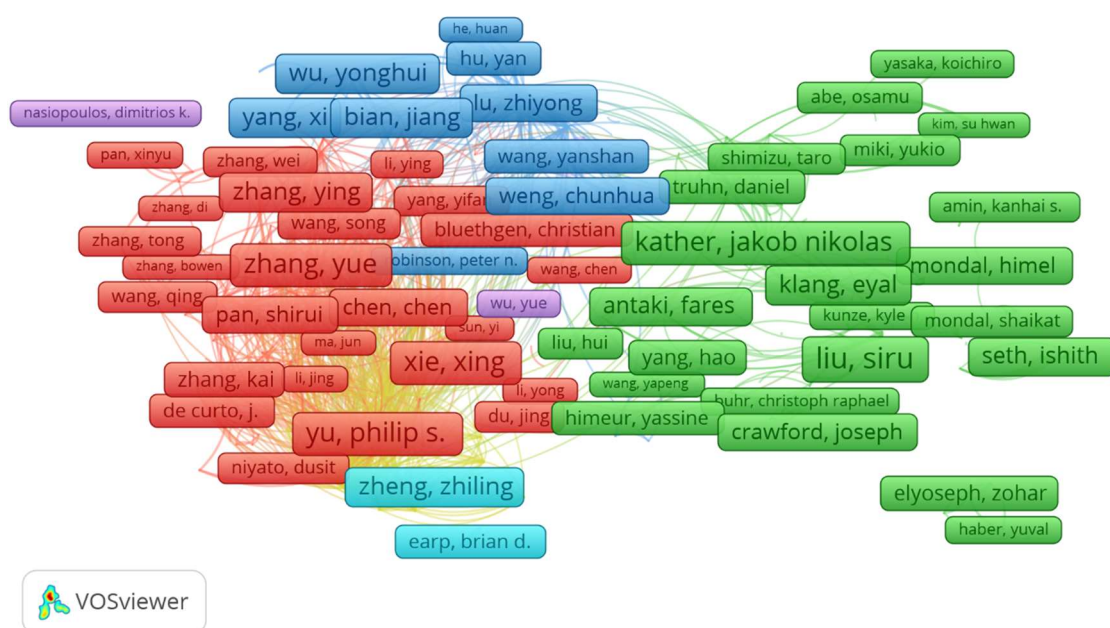 he, huan
hu, yan
wu, yonghui
yasaka, koichiro
abe, osamu
nasiopoulos, dimitrios k.
yang, xi
bian, jiang
lu, zhiyong
kim, su hwan
pan, xinyu
zhang, wei
li, ying
wang, yanshan
shimizu, taro
miki, yukio
zhang, ying
yang, yifa
weng, chunhua
truhn, daniel
zhang, di
wang, song
bluethgen, christian
amin, kanhai s.
zhang, tong
kather, jakob nikolas
zhang, bowen
zhang, yue
obinson, peter n.
wang, chen
mondal, himel
wang, qing
pan, shirui
chen, chen
wu, yue
antaki, fares
klang, eyal
kunze, kyle
mondal, shaikat
ma, jun
sun, yi
liu, hui
yang, hao
liu, siru
seth, ishith
zhang, kai
li, jing
xie, xing
li, yong
wang, yapeng
buhr, christoph raphael
de curto, j.
du, jing
himeur, yassine
crawford, joseph
yu, philip s.
niyato, dusit
zheng, zhiling
elyoseph, zohar
haber, yuval
earp, brian d.
VOSviewer